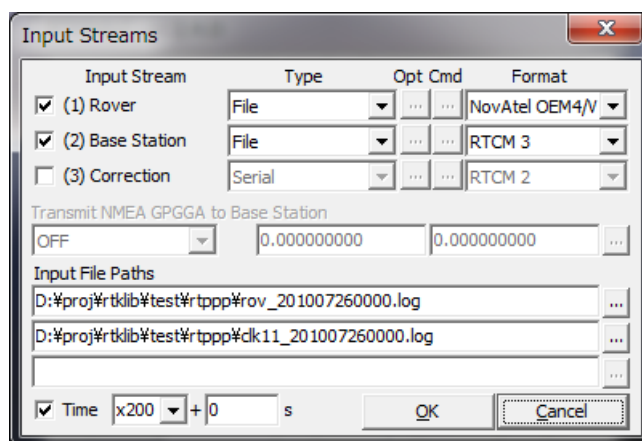 Input Streams
Input Stream Type Opt Cmd Format
(1) Rover File ... ... NovAtel OEM4/V
(2) Base Station File ... ... RTCM 3
(3) Correction Serial ... ... RTCM 2
Transmit NMEA GPGGA to Base Station
OFF 0.000000000 0.000000000 ...
Input File Paths
D:¥proj¥rtklib¥test¥rtppp¥rov_201007260000.log ...
D:¥proj¥rtklib¥test¥rtppp¥clk11_201007260000.log ...
...
Time x200 + 0 s OK Cancel